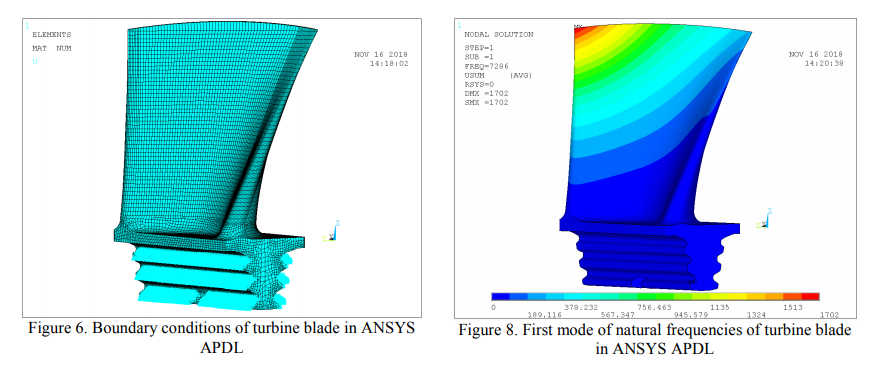 1
ELEMENTS
MAT NUM
U
NOV 16 2018
14:18:02
Z
Figure 6. Boundary conditions of turbine blade in ANSYS
APDL
1
NODAL SOLUTION
STEP=1
SUB =1
FREQ=7286
USUM (AVG)
RSYS=0
DMX =1702
SMX =1702
MX
NOV 16 2018
14:20:38
Z
0 378.232 756.463 1135 1513
189.116 567.347 945.579 1324 1702
Figure 8. First mode of natural frequencies of turbine blade
in ANSYS APDL